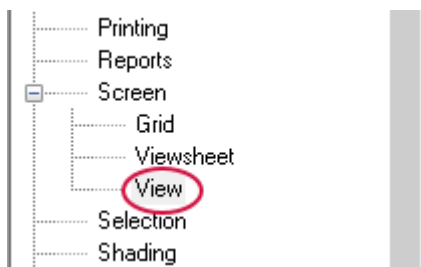 Printing
Reports
Screen
Grid
Viewsheet
View
Selection
Shading